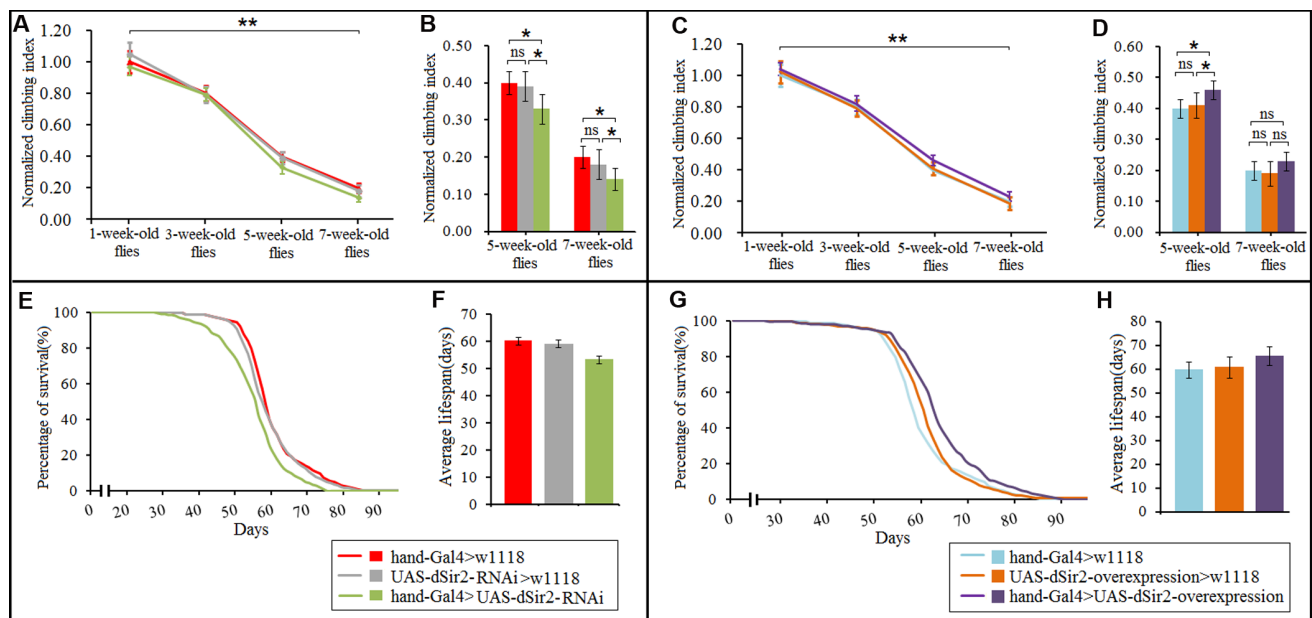 A
Normalized climbing index
1.20
1.00
0.80
0.60
0.40
0.20
0.00
**
1-week-old flies
3-week-old flies
5-week-old flies
7-week-old flies
B
Normalized climbing index
0.50
0.40
0.30
0.20
0.10
0.00
*
ns
*
*
ns
*
5-week-old flies
7-week-old flies
C
Normalized climbing index
1.20
1.00
0.80
0.60
0.40
0.20
0.00
**
1-week-old flies
3-week-old flies
5-week-old flies
7-week-old flies
D
Normalized climbing index
0.60
0.50
0.40
0.30
0.20
0.10
0.00
*
ns
*
ns
ns
ns
5-week-old flies
7-week-old flies
E
Percentage of survival(%)
100
80
60
40
20
0
0 20 30 40 50 60 70 80 90
Days
F
Average lifespan(days)
70
60
50
40
30
20
10
0
hand-Gal4>w1118
UAS-dSir2-RNAi>w1118
hand-Gal4>UAS-dSir2-RNAi
G
Percentage of survival(%)
100
80
60
40
20
0
0 30 40 50 60 70 80 90
Days
H
Average lifespan(days)
80
70
60
50
40
30
20
10
0
hand-Gal4>w1118
UAS-dSir2-overexpression>w1118
hand-Gal4>UAS-dSir2-overexpression